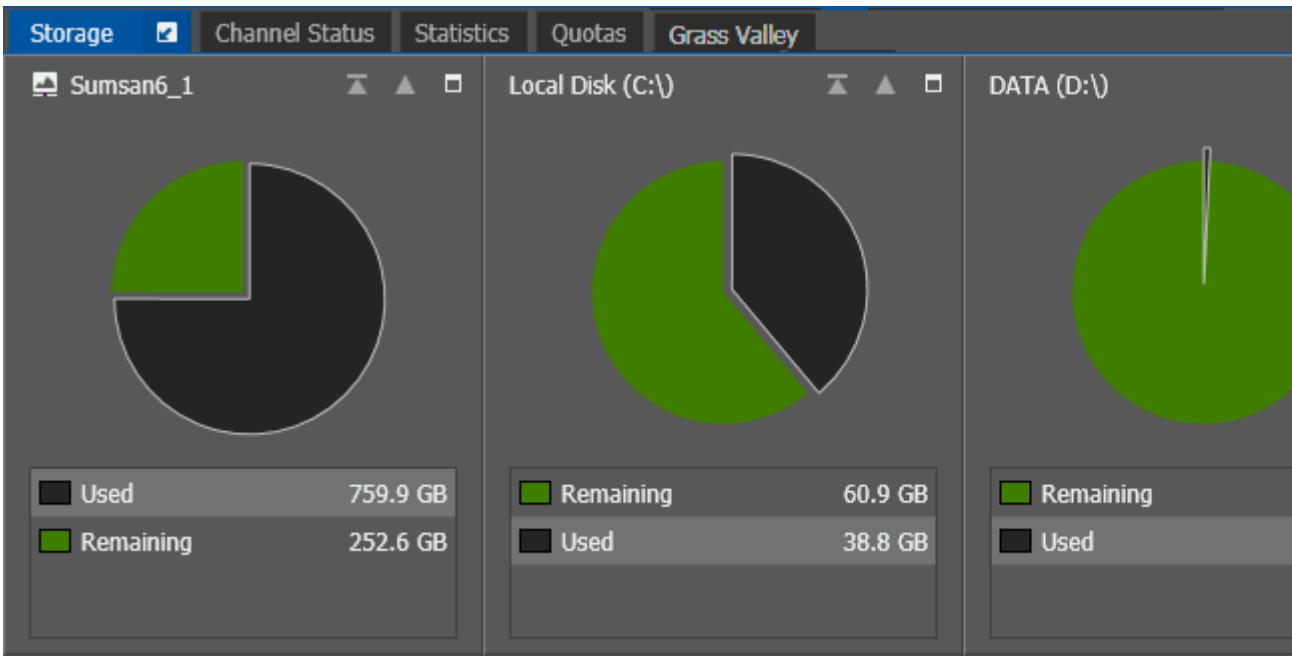 Storage Channel Status Statistics Quotas Grass Valley
Sumsan6_1
Local Disk (C:\)
DATA (D:\)
Used 759.9 GB
Remaining 252.6 GB
Remaining 60.9 GB
Used 38.8 GB
Remaining
Used